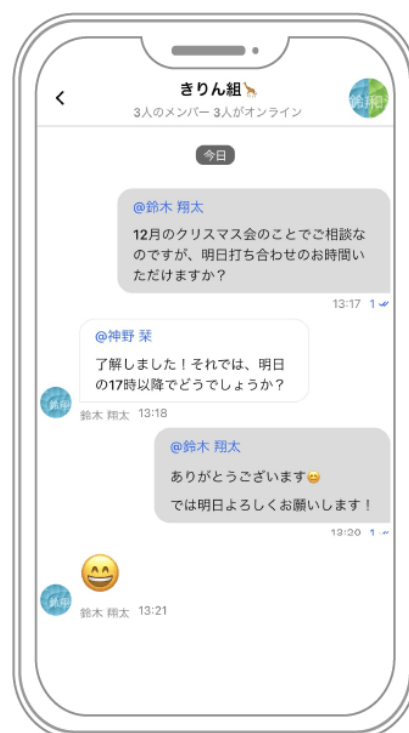 きりん組🦒
3人のメンバー 3人がオンライン
今日
@鈴木 翔太
12月のクリスマス会のことでご相談な
のですが、明日打ち合わせのお時間い
ただけますか？
13:17 1
@神野 栞
了解しました！それでは、明日
の17時以降でどうでしょうか？
鈴木 翔太 13:18
@鈴木 翔太
ありがとうございます😄
では明日よろしくお願いします！
13:20 1
😄
鈴木 翔太 13:21